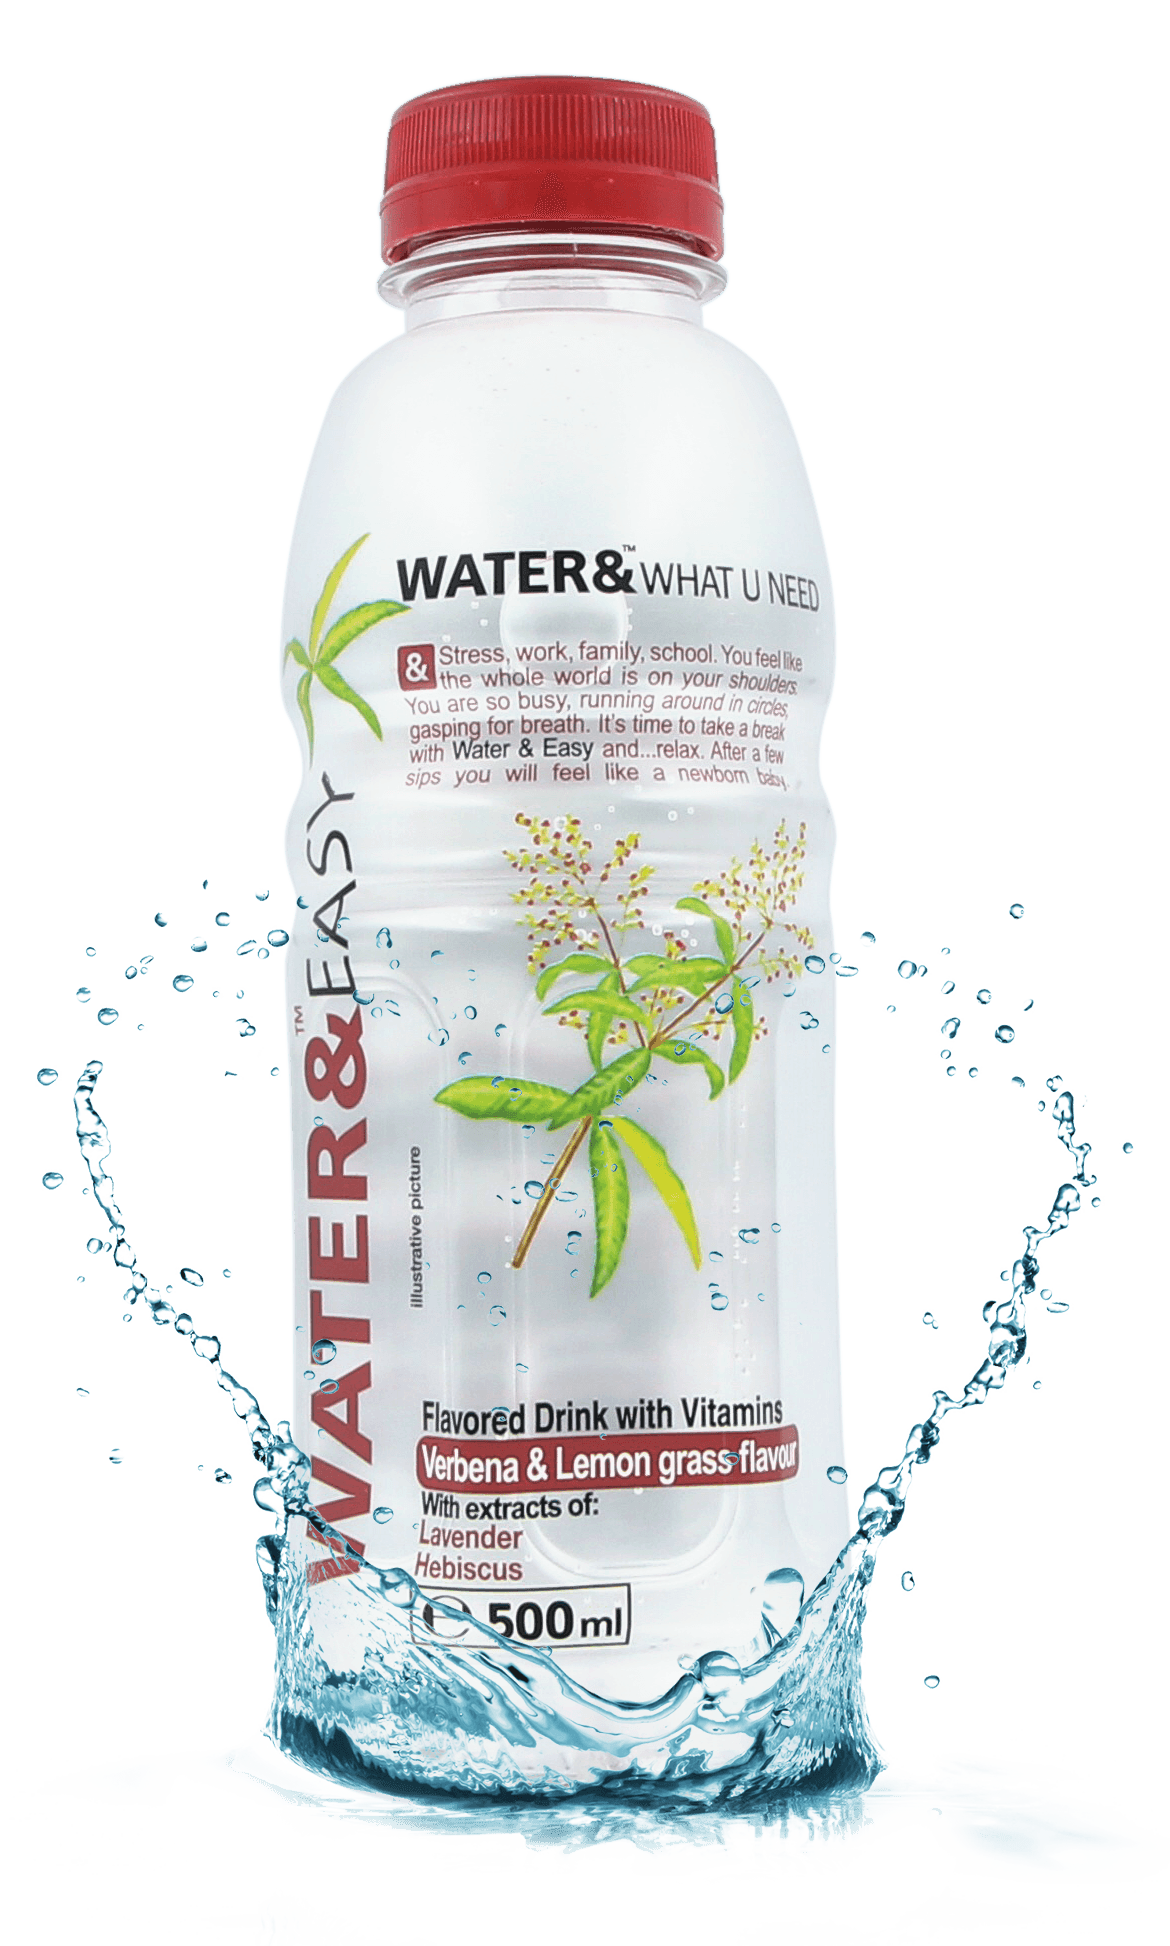 WATER&™WHAT U NEED
& Stress, work, family, school. You feel like
the whole world is on your shoulders.
You are so busy, running around in circles,
gasping for breath. It's time to take a break
with Water & Easy and...relax. After a few
sips you will feel like a newborn baby.
WATER&™EASY
illustrative picture
Flavored Drink with Vitamins
Verbena & Lemon grass flavour
With extracts of:
Lavender
Hebiscus
e 500 ml